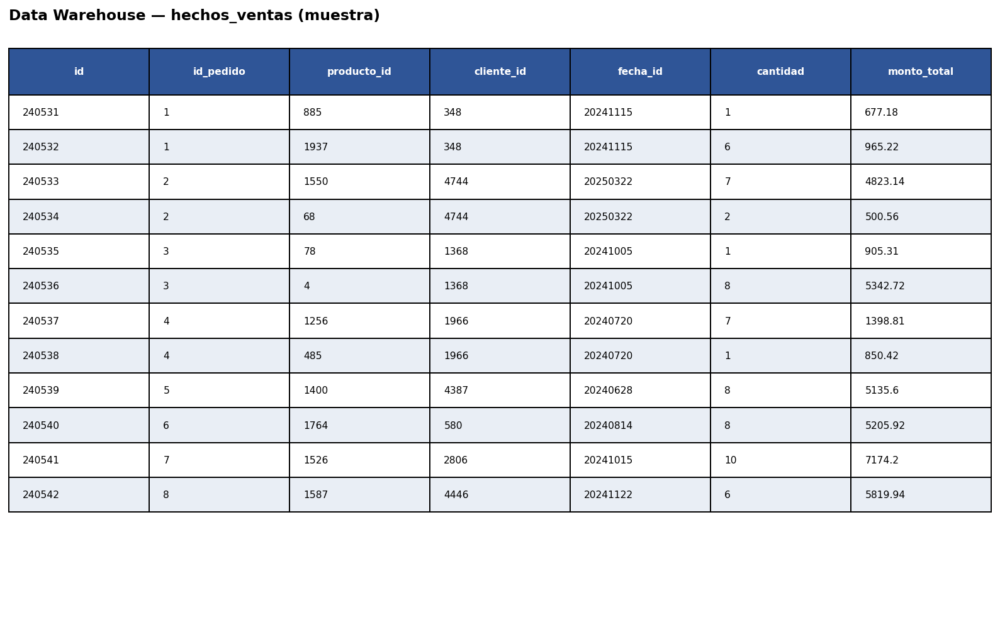 Data Warehouse — hechos_ventas (muestra)
id id_pedido producto_id cliente_id fecha_id cantidad monto_total
240531 1 885 348 20241115 1 677.18
240532 1 1937 348 20241115 6 965.22
240533 2 1550 4744 20250322 7 4823.14
240534 2 68 4744 20250322 2 500.56
240535 3 78 1368 20241005 1 905.31
240536 3 4 1368 20241005 8 5342.72
240537 4 1256 1966 20240720 7 1398.81
240538 4 485 1966 20240720 1 850.42
240539 5 1400 4387 20240628 8 5135.6
240540 6 1764 580 20240814 8 5205.92
240541 7 1526 2806 20241015 10 7174.2
240542 8 1587 4446 20241122 6 5819.94